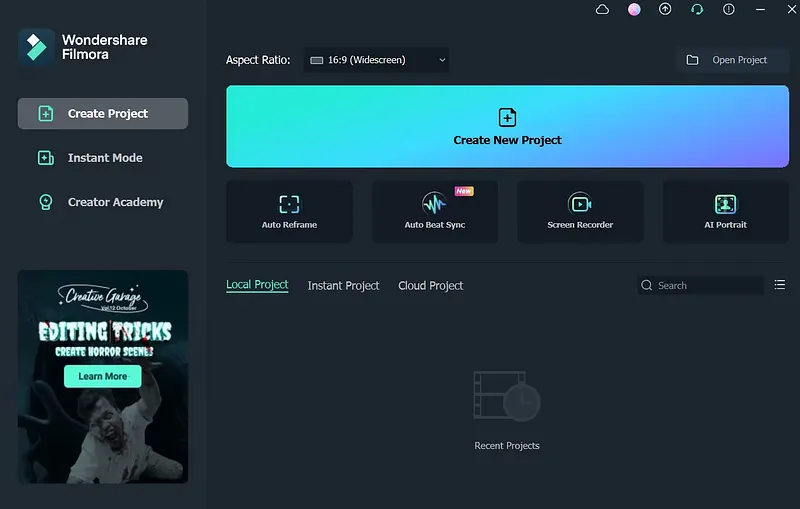 Wondershare
Filmora
Create Project
Instant Mode
Creator Academy
Creative Garage
Vol.12 October
EDITING TRICKS
CREATE HORROR SCENES
Learn More
Aspect Ratio:
16:9 (Widescreen)
Open Project
Create New Project
Auto Reframe
New
Auto Beat Sync
Screen Recorder
AI Portrait
Local Project
Instant Project
Cloud Project
Search
Recent Projects